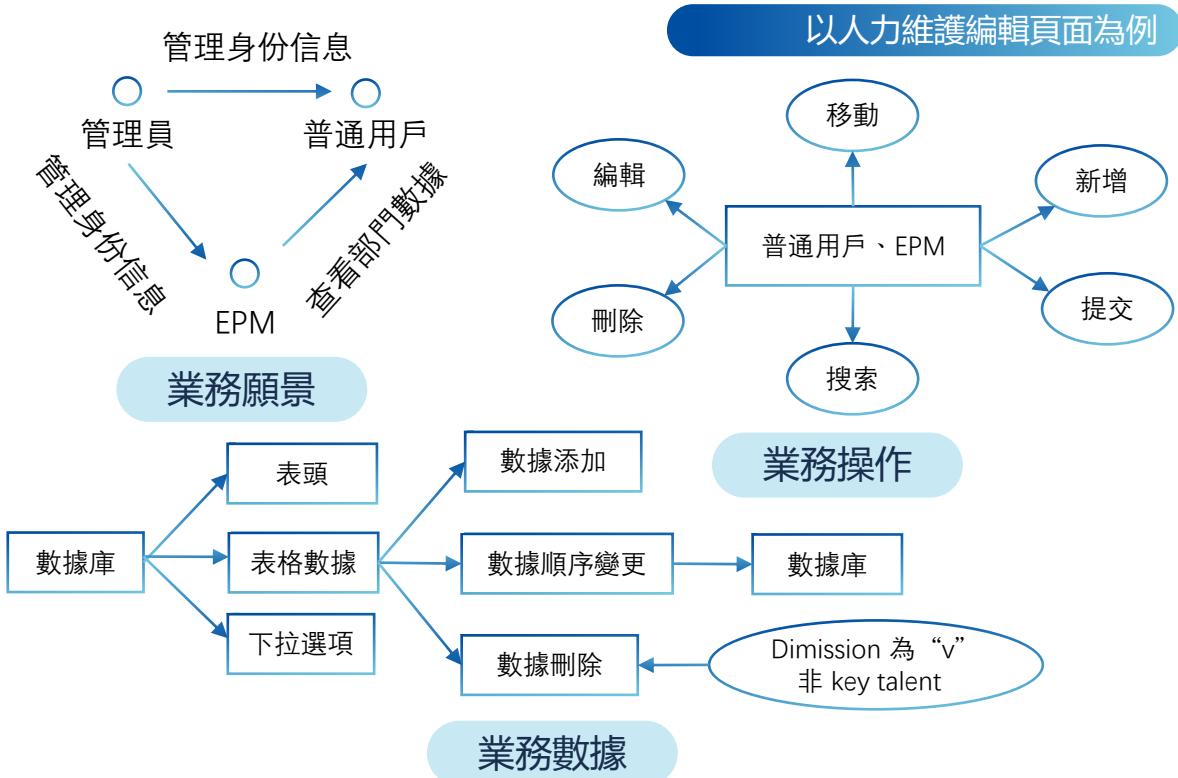 以人力維護編輯頁面為例
管理身份信息
管理員
普通用戶
管理身份信息
查看部門數據
EPM
業務願景
移動
編輯
新增
普通用戶、EPM
刪除
提交
搜索
業務操作
表頭
數據添加
數據庫
表格數據
數據順序變更
數據庫
下拉選項
數據刪除
Dimission 為“v”
非 key talent
業務數據